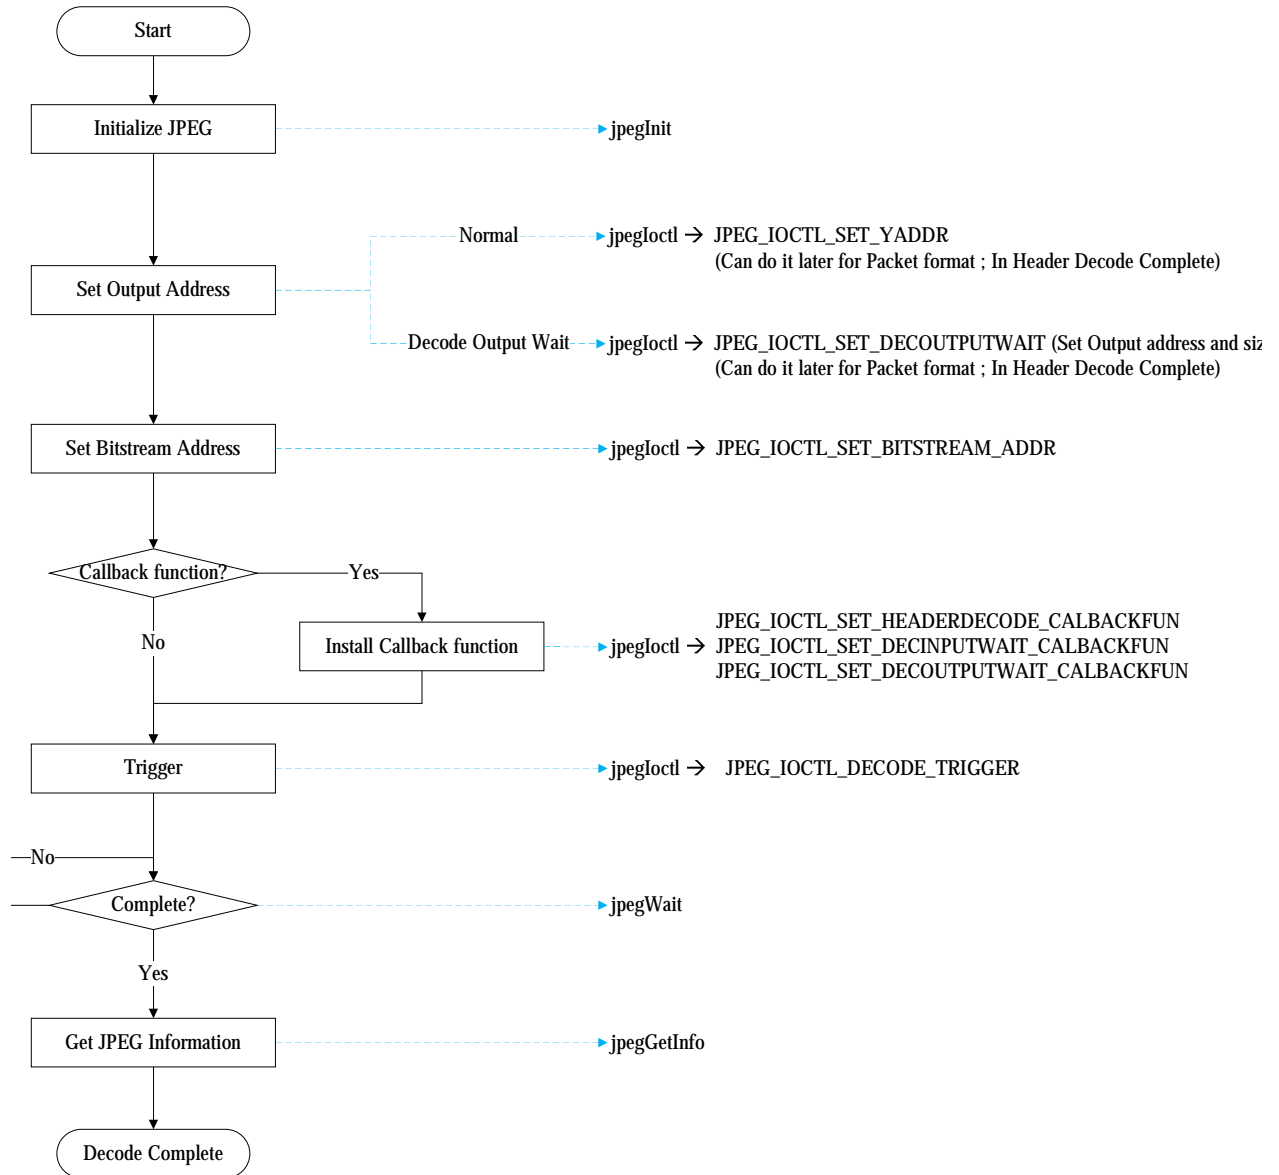 Start
Initialize JPEG
jpegInit
Normal
jpegIoctl → JPEG_IOCTL_SET_YADDR
(Can do it later for Packet format ; In Header Decode Complete)
Set Output Address
Decode Output Wait
jpegIoctl → JPEG_IOCTL_SET_DECOUTPUTWAIT (Set Output address and siz
(Can do it later for Packet format ; In Header Decode Complete)
Set Bitstream Address
jpegIoctl → JPEG_IOCTL_SET_BITSTREAM_ADDR
Callback function?
Yes
No
Install Callback function
JPEG_IOCTL_SET_HEADERDECODE_CALBACKFUN
jpegIoctl → JPEG_IOCTL_SET_DECINPUTWAIT_CALBACKFUN
JPEG_IOCTL_SET_DECOUTPUTWAIT_CALBACKFUN
Trigger
jpegIoctl → JPEG_IOCTL_DECODE_TRIGGER
No
Complete?
jpegWait
Yes
Get JPEG Information
jpegGetInfo
Decode Complete